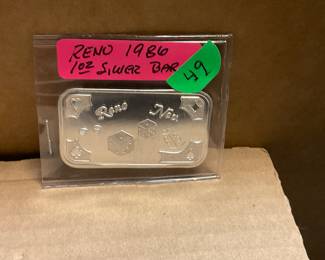 RENO 1986
1oz SILVER BAR
49
Reno Nev.